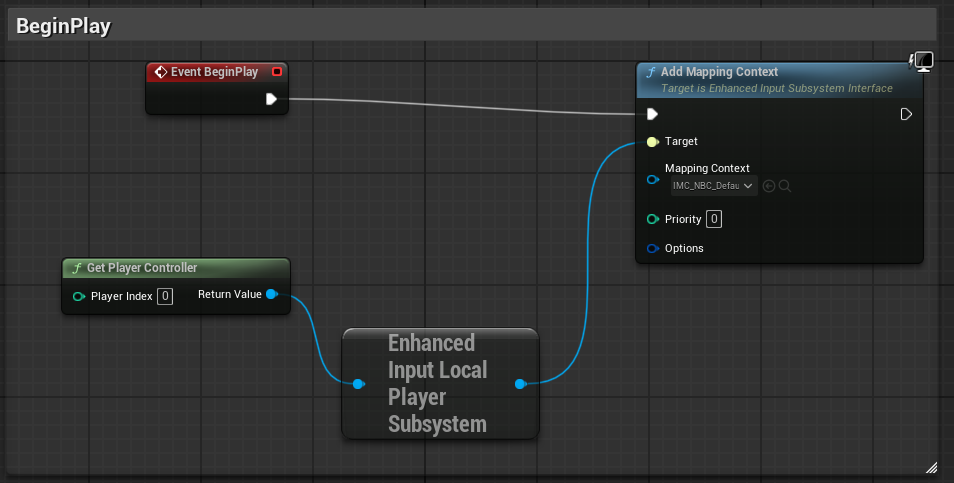 BeginPlay
Event BeginPlay
Add Mapping Context
Target is Enhanced Input Subsystem Interface
Target
Mapping Context
IMC_NBC_Defau
Priority 0
Options
Get Player Controller
Player Index 0 Return Value
Enhanced
Input Local
Player
Subsystem